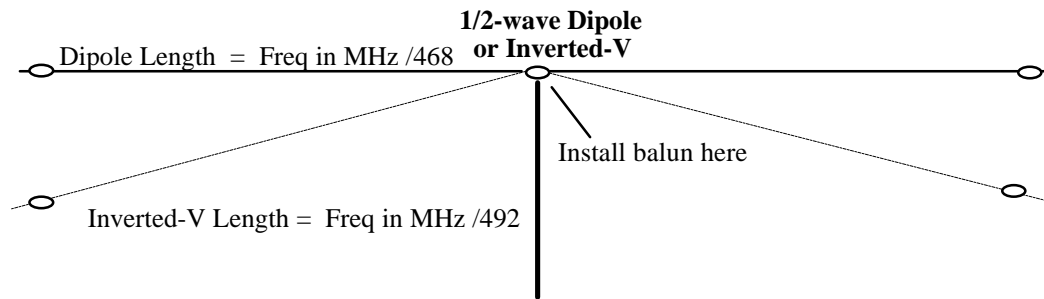 1/2-wave Dipole
or Inverted-V
Dipole Length = Freq in MHz /468
Install balun here
Inverted-V Length = Freq in MHz /492